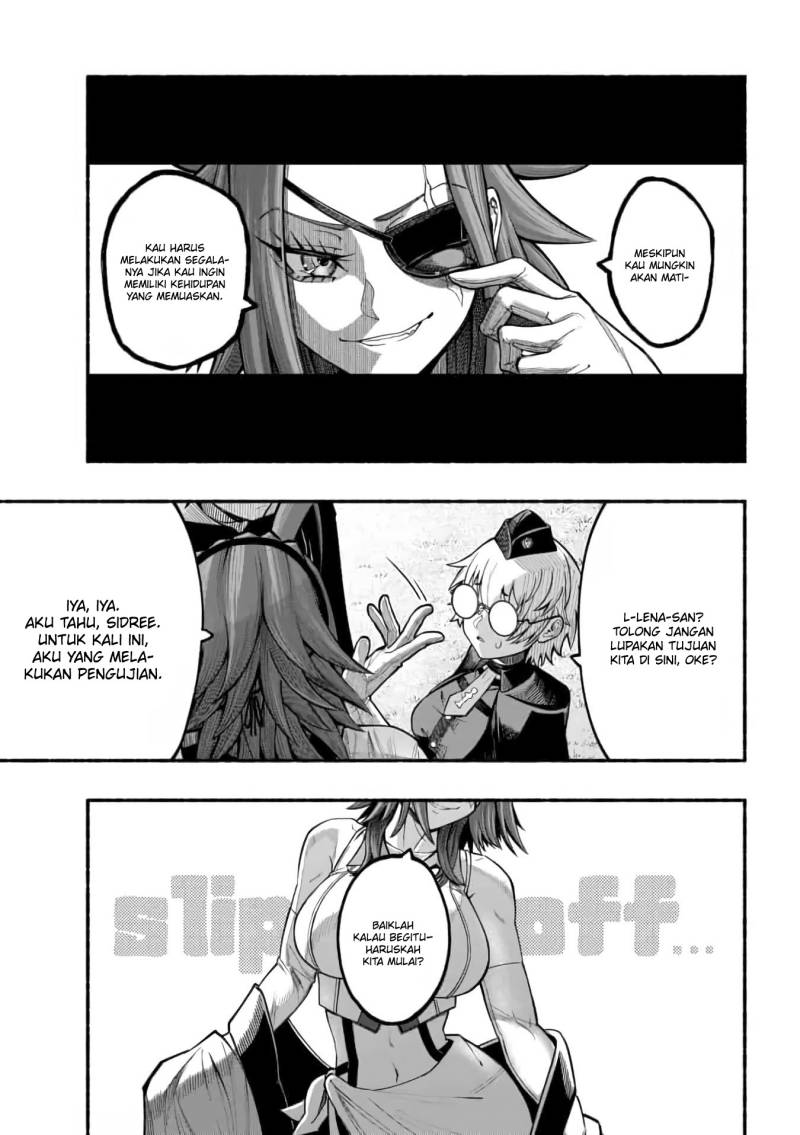 MESKIPUN
KAU MUNGKIN
AKAN MATI-
KAU HARUS
MELAKUKAN SEGALA-
NYA JIKA KAU INGIN
MEMILIKI KEHIDUPAN
YANG MEMUASKAN.
L-LENA-SAN?
TOLONG JANGAN
LUPAKAN TUJUAN
KITA DI SINI, OKE?
IYA, IYA.
AKU TAHU, SIDREE.
UNTUK KALI INI,
AKU YANG MELA-
KUKAN PENGUJIAN.
slip off...
BAIKLAH
KALAU BEGITU-
HARUSKAH
KITA MULAI?